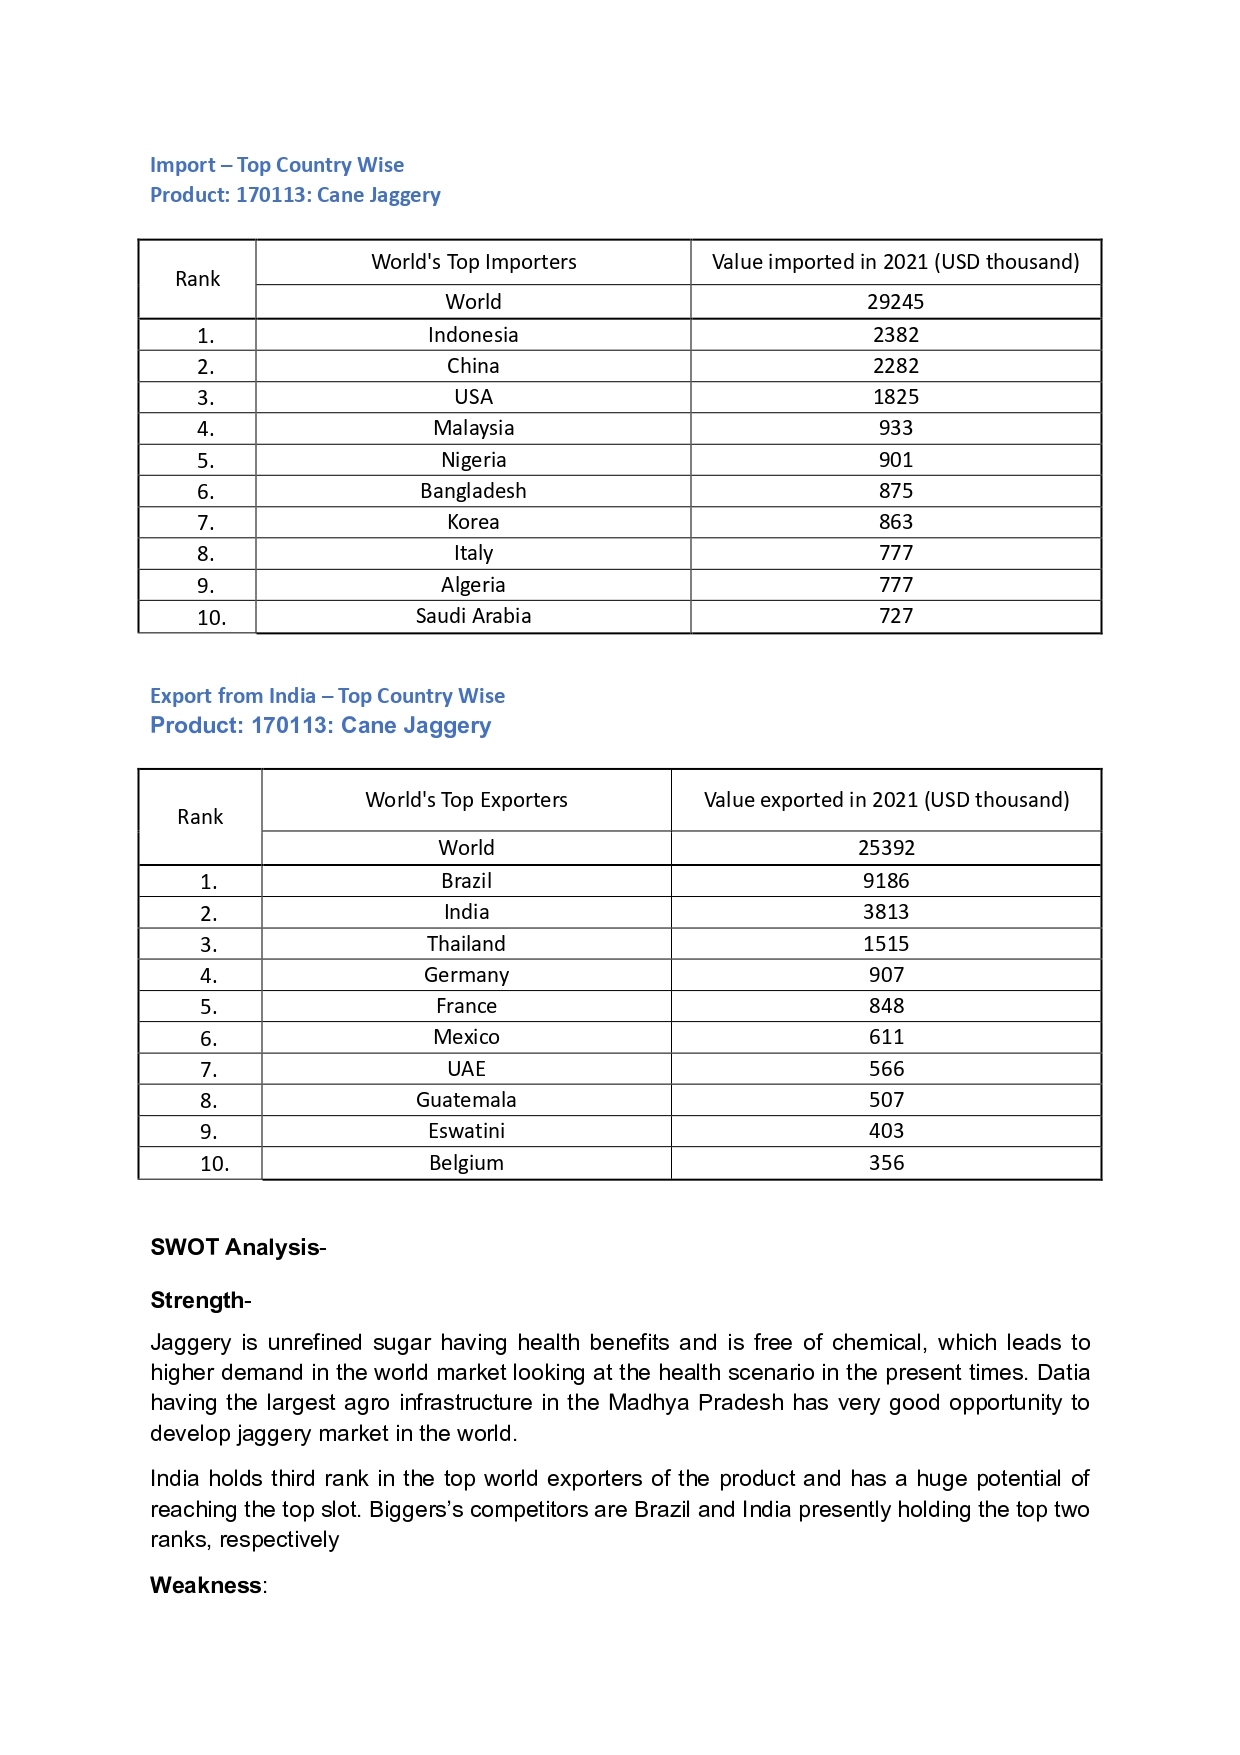 Import – Top Country Wise
Product: 170113: Cane Jaggery
Rank World's Top Importers Value imported in 2021 (USD thousand)
World 29245
1. Indonesia 2382
2. China 2282
3. USA 1825
4. Malaysia 933
5. Nigeria 901
6. Bangladesh 875
7. Korea 863
8. Italy 777
9. Algeria 777
10. Saudi Arabia 727
Export from India – Top Country Wise
Product: 170113: Cane Jaggery
Rank World's Top Exporters Value exported in 2021 (USD thousand)
World 25392
1. Brazil 9186
2. India 3813
3. Thailand 1515
4. Germany 907
5. France 848
6. Mexico 611
7. UAE 566
8. Guatemala 507
9. Eswatini 403
10. Belgium 356
SWOT Analysis-
Strength-
Jaggery is unrefined sugar having health benefits and is free of chemical, which leads to
higher demand in the world market looking at the health scenario in the present times. Datia
having the largest agro infrastructure in the Madhya Pradesh has very good opportunity to
develop jaggery market in the world.
India holds third rank in the top world exporters of the product and has a huge potential of
reaching the top slot. Biggers’s competitors are Brazil and India presently holding the top two
ranks, respectively
Weakness: